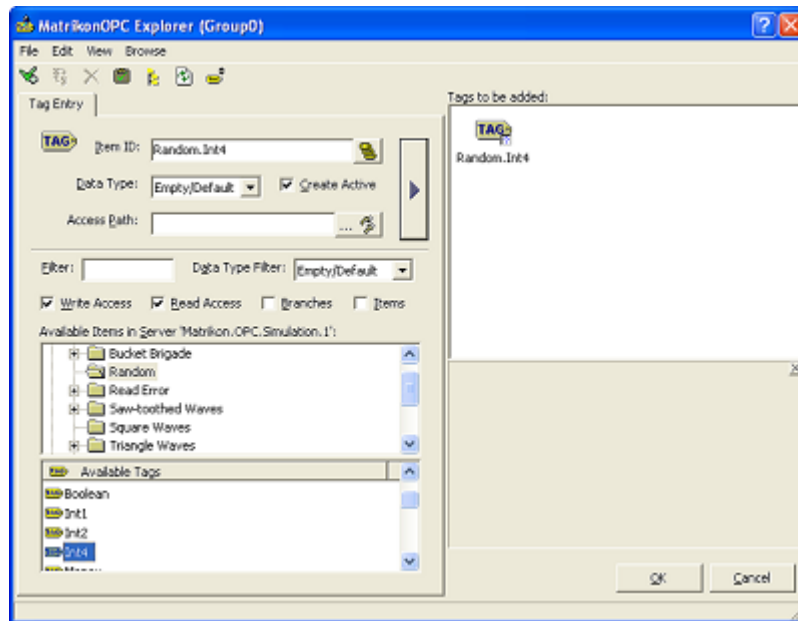 MatrikonOPC Explorer (Group0)
File Edit View Browse
Tag Entry
Tags to be added:
TAG Item ID: Random.Int4
TAG
Random.Int4
Data Type: Empty/Default Create Active
Access Path: ...
Filter: Data Type Filter: Empty/Default
Write Access Read Access Branches Items
Available Items in Server 'Matrikon.OPC.Simulation.1':
Bucket Brigade
Random
Read Error
Saw-toothed Waves
Square Waves
Triangle Waves
Available Tags
Boolean
Int1
Int2
Int4
Money
OK Cancel